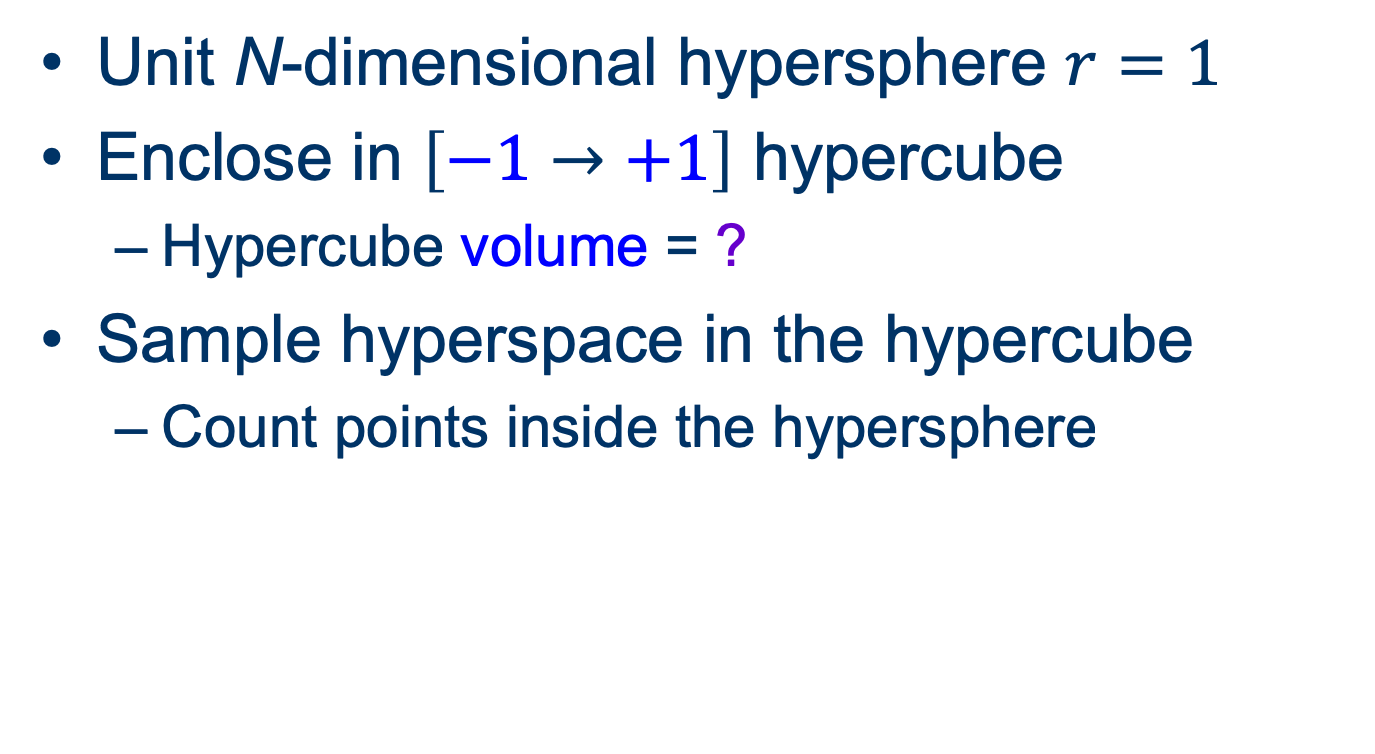 • Unit N-dimensional hypersphere r = 1
• Enclose in [−1 → +1] hypercube
– Hypercube volume = ?
• Sample hyperspace in the hypercube
– Count points inside the hypersphere